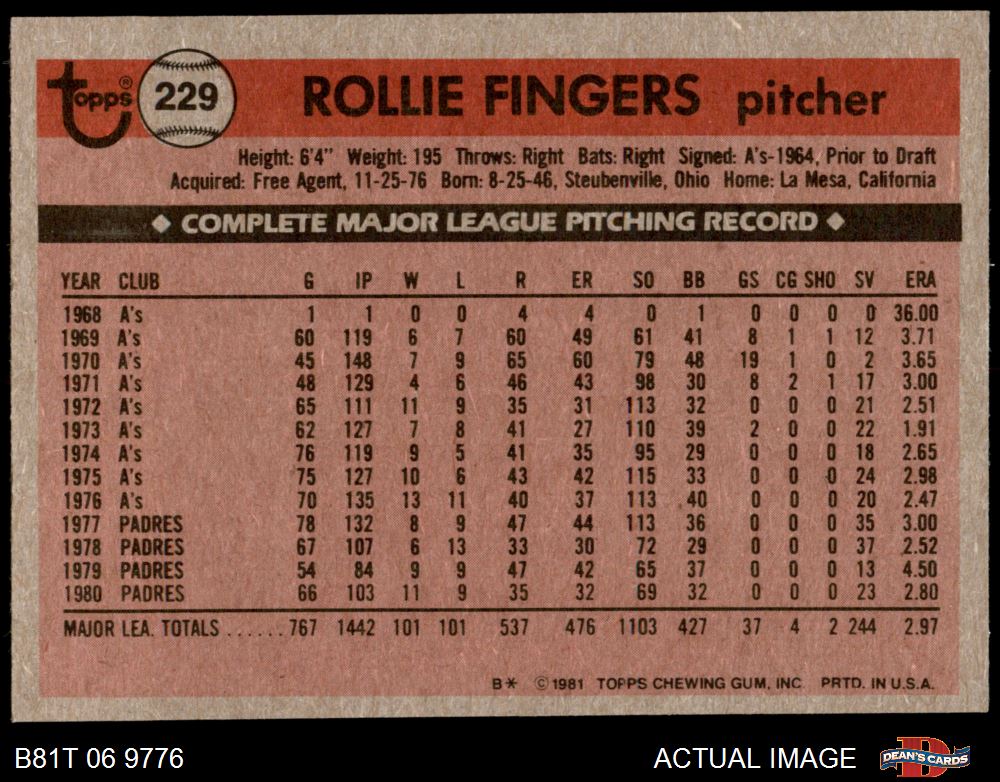 Topps® 229 ROLLIE FINGERS pitcher
Height: 6'4" Weight: 195 Throws: Right Bats: Right Signed: A's-1964, Prior to Draft
Acquired: Free Agent, 11-25-76 Born: 8-25-46, Steubenville, Ohio Home: La Mesa, California
◆ COMPLETE MAJOR LEAGUE PITCHING RECORD ◆
YEAR CLUB G IP W L R ER SO BB GS CG SHO SV ERA
1968 A's 1 1 0 0 4 4 0 1 0 0 0 0 36.00
1969 A's 60 119 6 7 60 49 61 41 8 1 1 12 3.71
1970 A's 45 148 7 9 65 60 79 48 19 1 0 2 3.65
1971 A's 48 129 4 6 46 43 98 30 8 2 1 17 3.00
1972 A's 65 111 11 9 35 31 113 32 0 0 0 21 2.51
1973 A's 62 127 7 8 41 27 110 39 2 0 0 22 1.91
1974 A's 76 119 9 5 41 35 95 29 0 0 0 18 2.65
1975 A's 75 127 10 6 43 42 115 33 0 0 0 24 2.98
1976 A's 70 135 13 11 40 37 113 40 0 0 0 20 2.47
1977 PADRES 78 132 8 9 47 44 113 36 0 0 0 35 3.00
1978 PADRES 67 107 6 13 33 30 72 29 0 0 0 37 2.52
1979 PADRES 54 84 9 9 47 42 65 37 0 0 0 13 4.50
1980 PADRES 66 103 11 9 35 32 69 32 0 0 0 23 2.80
MAJOR LEA. TOTALS ...... 767 1442 101 101 537 476 1103 427 37 4 2 244 2.97
B* ©1981 TOPPS CHEWING GUM, INC. PRTD. IN U.S.A.
B81T 06 9776 ACTUAL IMAGE DEAN'S CARDS